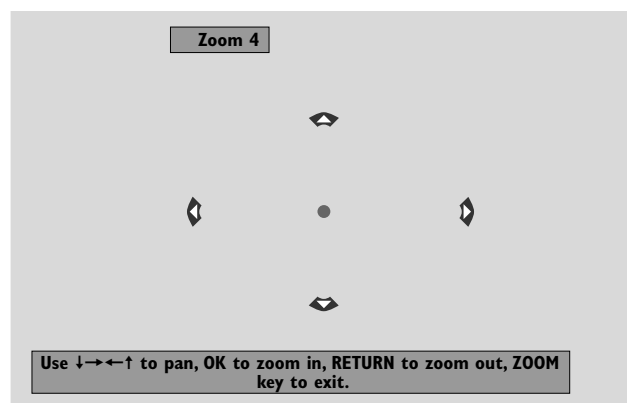 Zoom 4
Use ↓→←↑ to pan, OK to zoom in, RETURN to zoom out, ZOOM
key to exit.